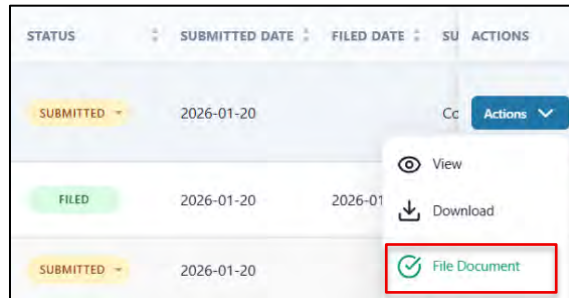 STATUS SUBMITTED DATE FILED DATE SU ACTIONS
SUBMITTED 2026-01-20 Cc Actions
View
FILED 2026-01-20 2026-01
Download
File Document
SUBMITTED 2026-01-20